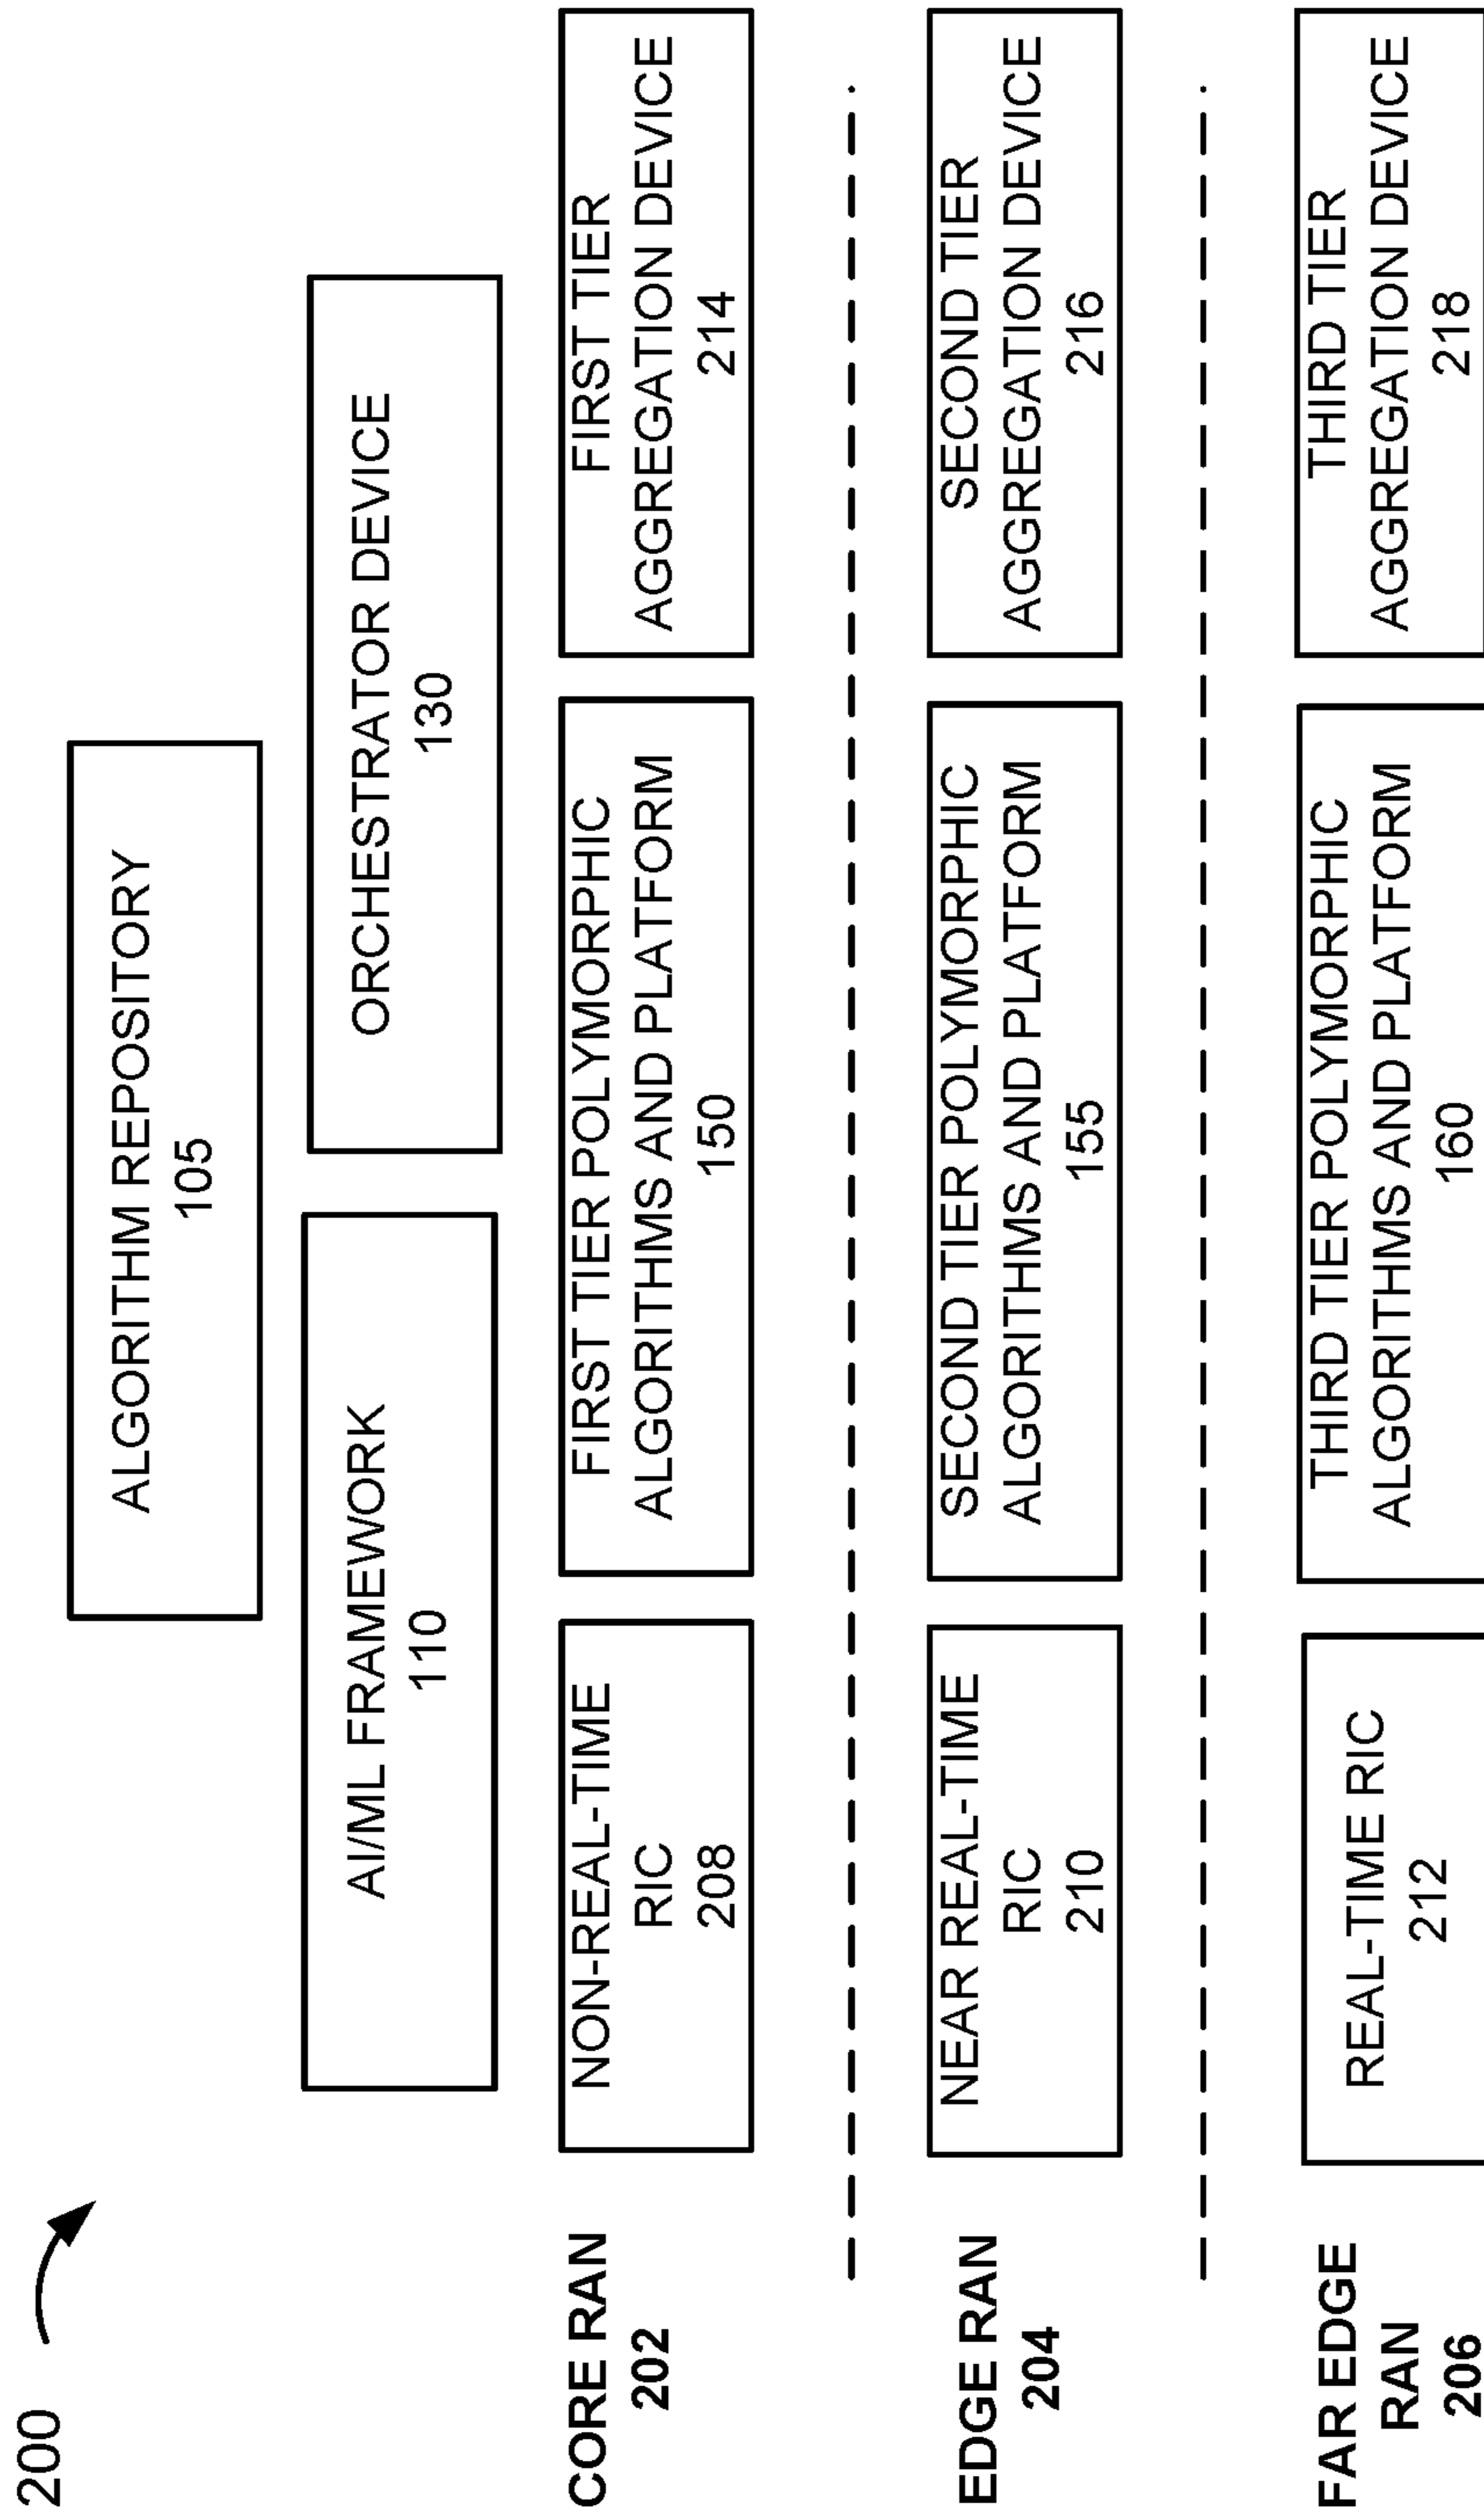 200
ALGORITHM REPOSITORY
105
AI/ML FRAMEWORK
110
ORCHESTRATOR DEVICE
130
CORE RAN
202
NON-REAL-TIME
RIC
208
FIRST TIER POLYMORPHIC
ALGORITHMS AND PLATFORM
150
FIRST TIER
AGGREGATION DEVICE
214
EDGE RAN
204
NEAR REAL-TIME
RIC
210
SECOND TIER POLYMORPHIC
ALGORITHMS AND PLATFORM
155
SECOND TIER
AGGREGATION DEVICE
216
FAR EDGE
RAN
206
REAL-TIME RIC
212
THIRD TIER POLYMORPHIC
ALGORITHMS AND PLATFORM
160
THIRD TIER
AGGREGATION DEVICE
218